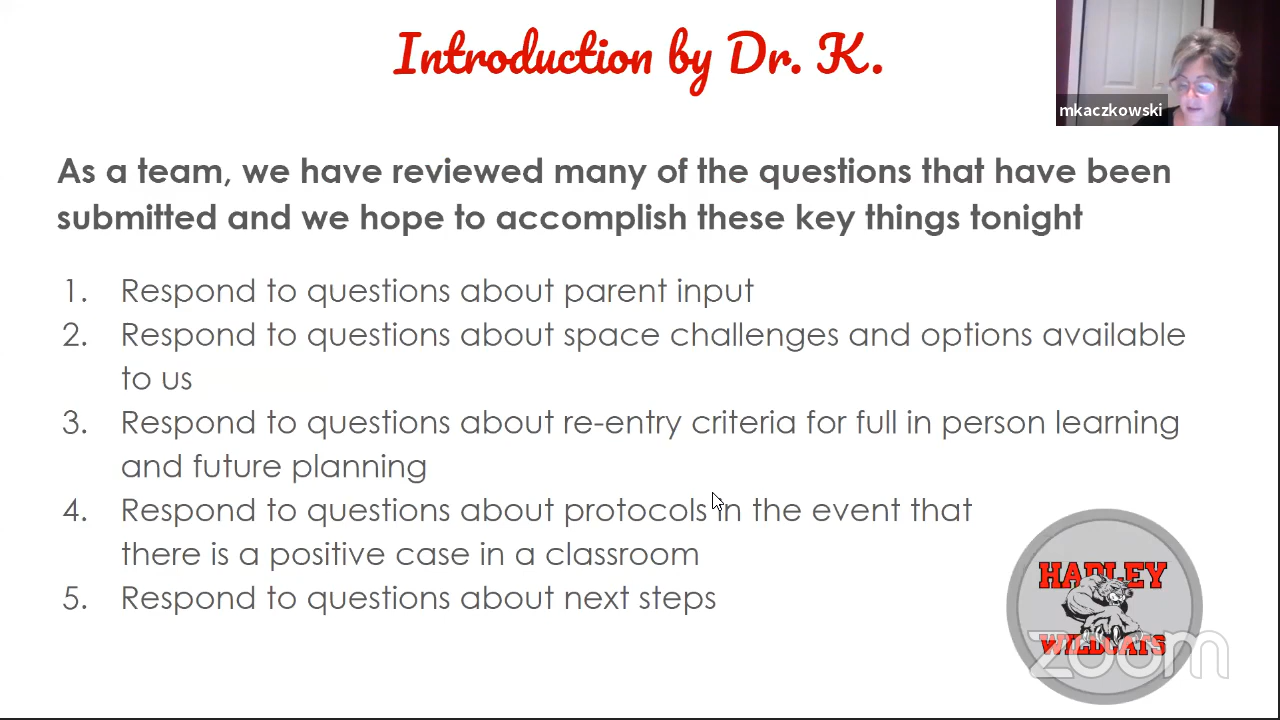 Introduction by Dr. K.
mkaczkowski
As a team, we have reviewed many of the questions that have been
submitted and we hope to accomplish these key things tonight
1. Respond to questions about parent input
2. Respond to questions about space challenges and options available
to us
3. Respond to questions about re-entry criteria for full in person learning
and future planning
4. Respond to questions about protocols in the event that
there is a positive case in a classroom
5. Respond to questions about next steps
HADLEY
WILDCATS
zoom